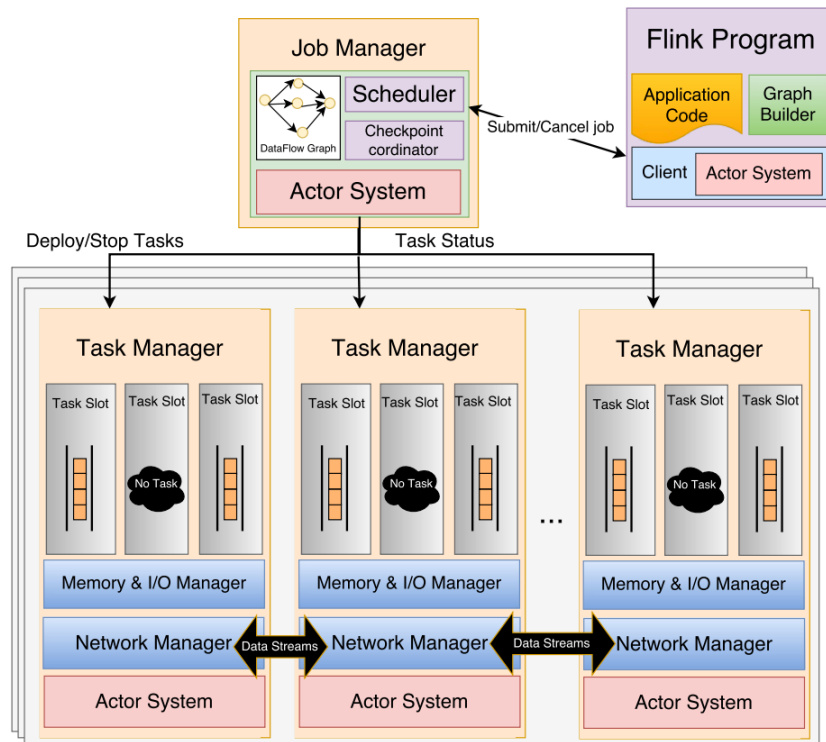 Job Manager
DataFlow Graph
Scheduler
Checkpoint
cordinator
Actor System
Submit/Cancel job
Flink Program
Application
Code
Graph
Builder
Client
Actor System
Deploy/Stop Tasks
Task Status
Task Manager
Task Slot
Task Slot
Task Slot
No Task
Memory & I/O Manager
Network Manager
Actor System
Data Streams
Task Manager
Task Slot
Task Slot
Task Slot
No Task
Memory & I/O Manager
Network Manager
Actor System
Data Streams
...
Task Manager
Task Slot
Task Slot
Task Slot
No Task
Memory & I/O Manager
Network Manager
Actor System